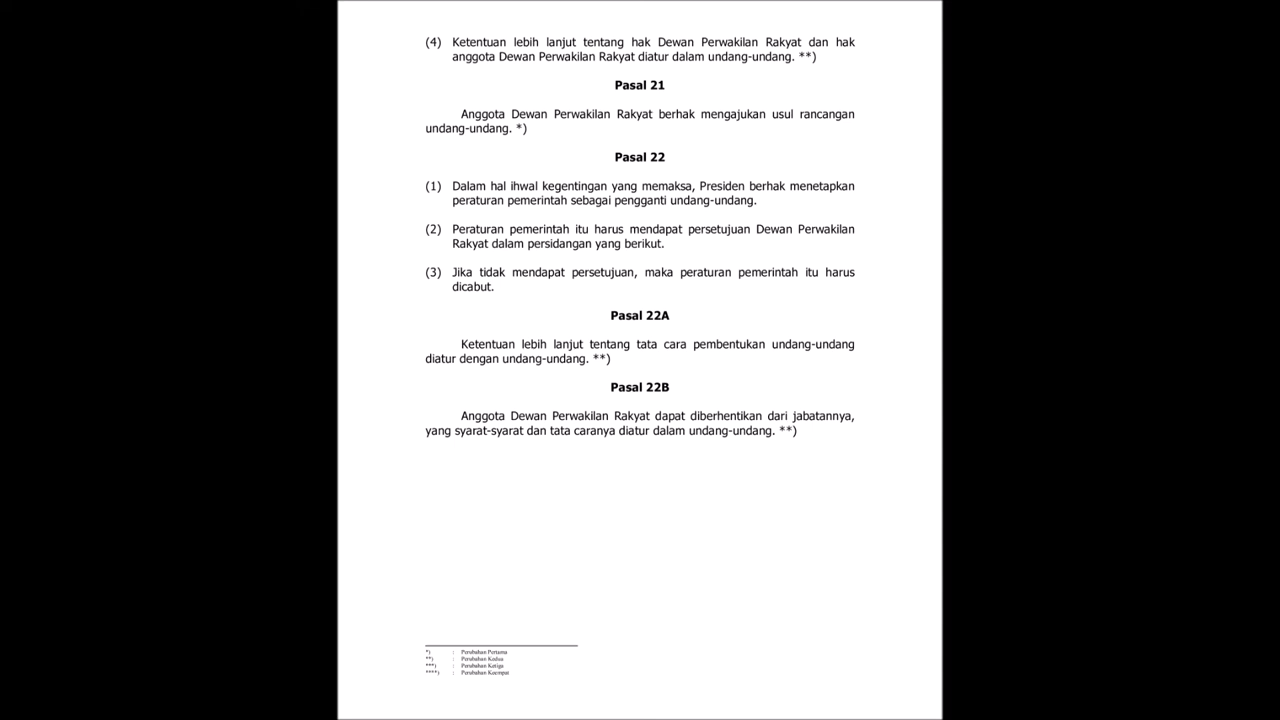 (4) Ketentuan lebih lanjut tentang hak Dewan Perwakilan Rakyat dan hak
anggota Dewan Perwakilan Rakyat diatur dalam undang-undang. **)
Pasal 21
Anggota Dewan Perwakilan Rakyat berhak mengajukan usul rancangan
undang-undang. *)
Pasal 22
(1) Dalam hal ihwal kegentingan yang memaksa, Presiden berhak menetapkan
peraturan pemerintah sebagai pengganti undang-undang.
(2) Peraturan pemerintah itu harus mendapat persetujuan Dewan Perwakilan
Rakyat dalam persidangan yang berikut.
(3) Jika tidak mendapat persetujuan, maka peraturan pemerintah itu harus
dicabut.
Pasal 22A
Ketentuan lebih lanjut tentang tata cara pembentukan undang-undang
diatur dengan undang-undang. **)
Pasal 22B
Anggota Dewan Perwakilan Rakyat dapat diberhentikan dari jabatannya,
yang syarat-syarat dan tata caranya diatur dalam undang-undang. **)
*) : Perubahan Pertama
**) : Perubahan Kedua
***) : Perubahan Ketiga
****) : Perubahan Keempat